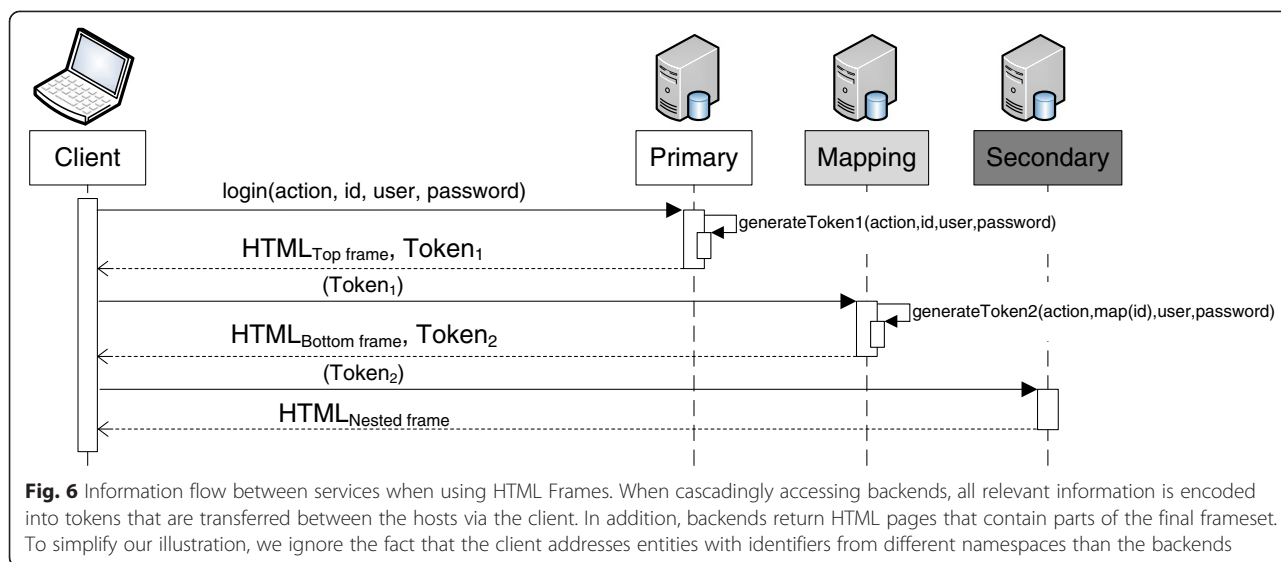 Client
Primary
Mapping
Secondary
login(action, id, user, password)
generateToken1(action,id,user,password)
HTMLTop frame, Token1
(Token1)
generateToken2(action,map(id),user,password)
HTMLBottom frame, Token2
(Token2)
HTMLNested frame
Fig. 6 Information flow between services when using HTML Frames. When cascadingly accessing backends, all relevant information is encoded
into tokens that are transferred between the hosts via the client. In addition, backends return HTML pages that contain parts of the final frameset.
To simplify our illustration, we ignore the fact that the client addresses entities with identifiers from different namespaces than the backends